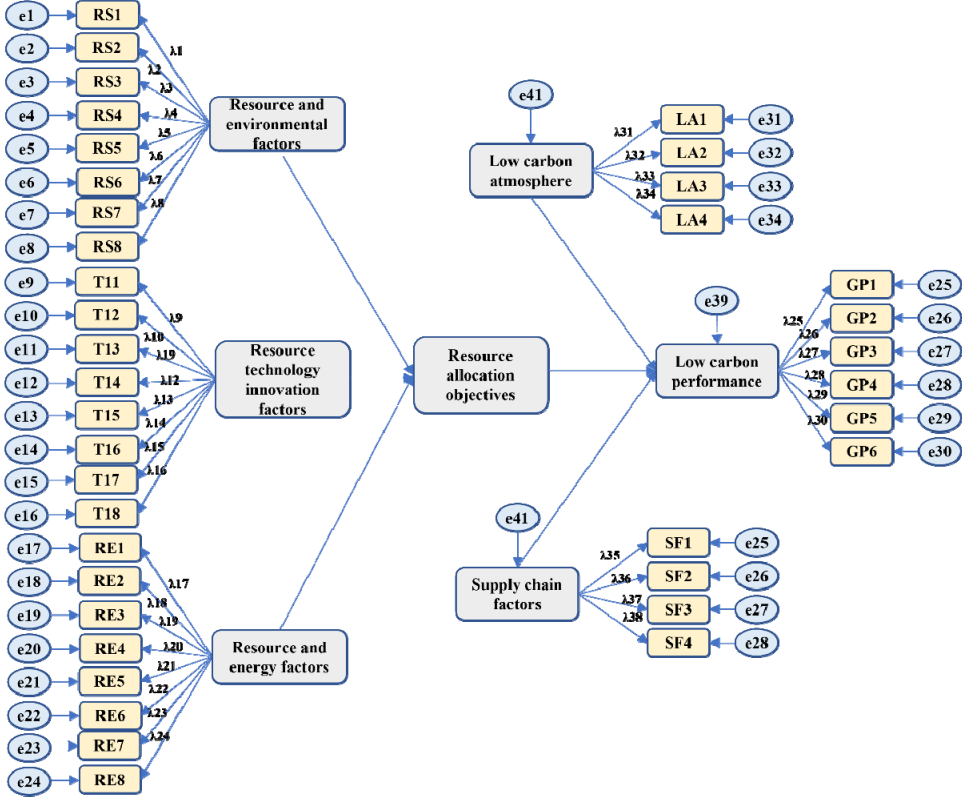 e1 RS1
e2 RS2
e3 RS3
e4 RS4
e5 RS5
e6 RS6
e7 RS7
e8 RS8
λ1
λ2
λ3
λ4
λ5
λ6
λ7
λ8
Resource and
environmental
factors
e9 T11
e10 T12
e11 T13
e12 T14
e13 T15
e14 T16
e15 T17
e16 T18
λ9
λ10
λ19
λ12
λ13
λ14
λ15
λ16
Resource
technology
innovation
factors
e17 RE1
e18 RE2
e19 RE3
e20 RE4
e21 RE5
e22 RE6
e23 RE7
e24 RE8
λ17
λ18
λ19
λ20
λ21
λ22
λ23
λ24
Resource and
energy factors
Resource
allocation
objectives
e41
Low carbon
atmosphere
λ31
λ32
λ33
λ34
LA1 e31
LA2 e32
LA3 e33
LA4 e34
e39
Low carbon
performance
λ25
λ26
λ27
λ28
λ29
λ30
GP1 e25
GP2 e26
GP3 e27
GP4 e28
GP5 e29
GP6 e30
e41
Supply chain
factors
λ35
λ36
λ37
λ38
SF1 e25
SF2 e26
SF3 e27
SF4 e28